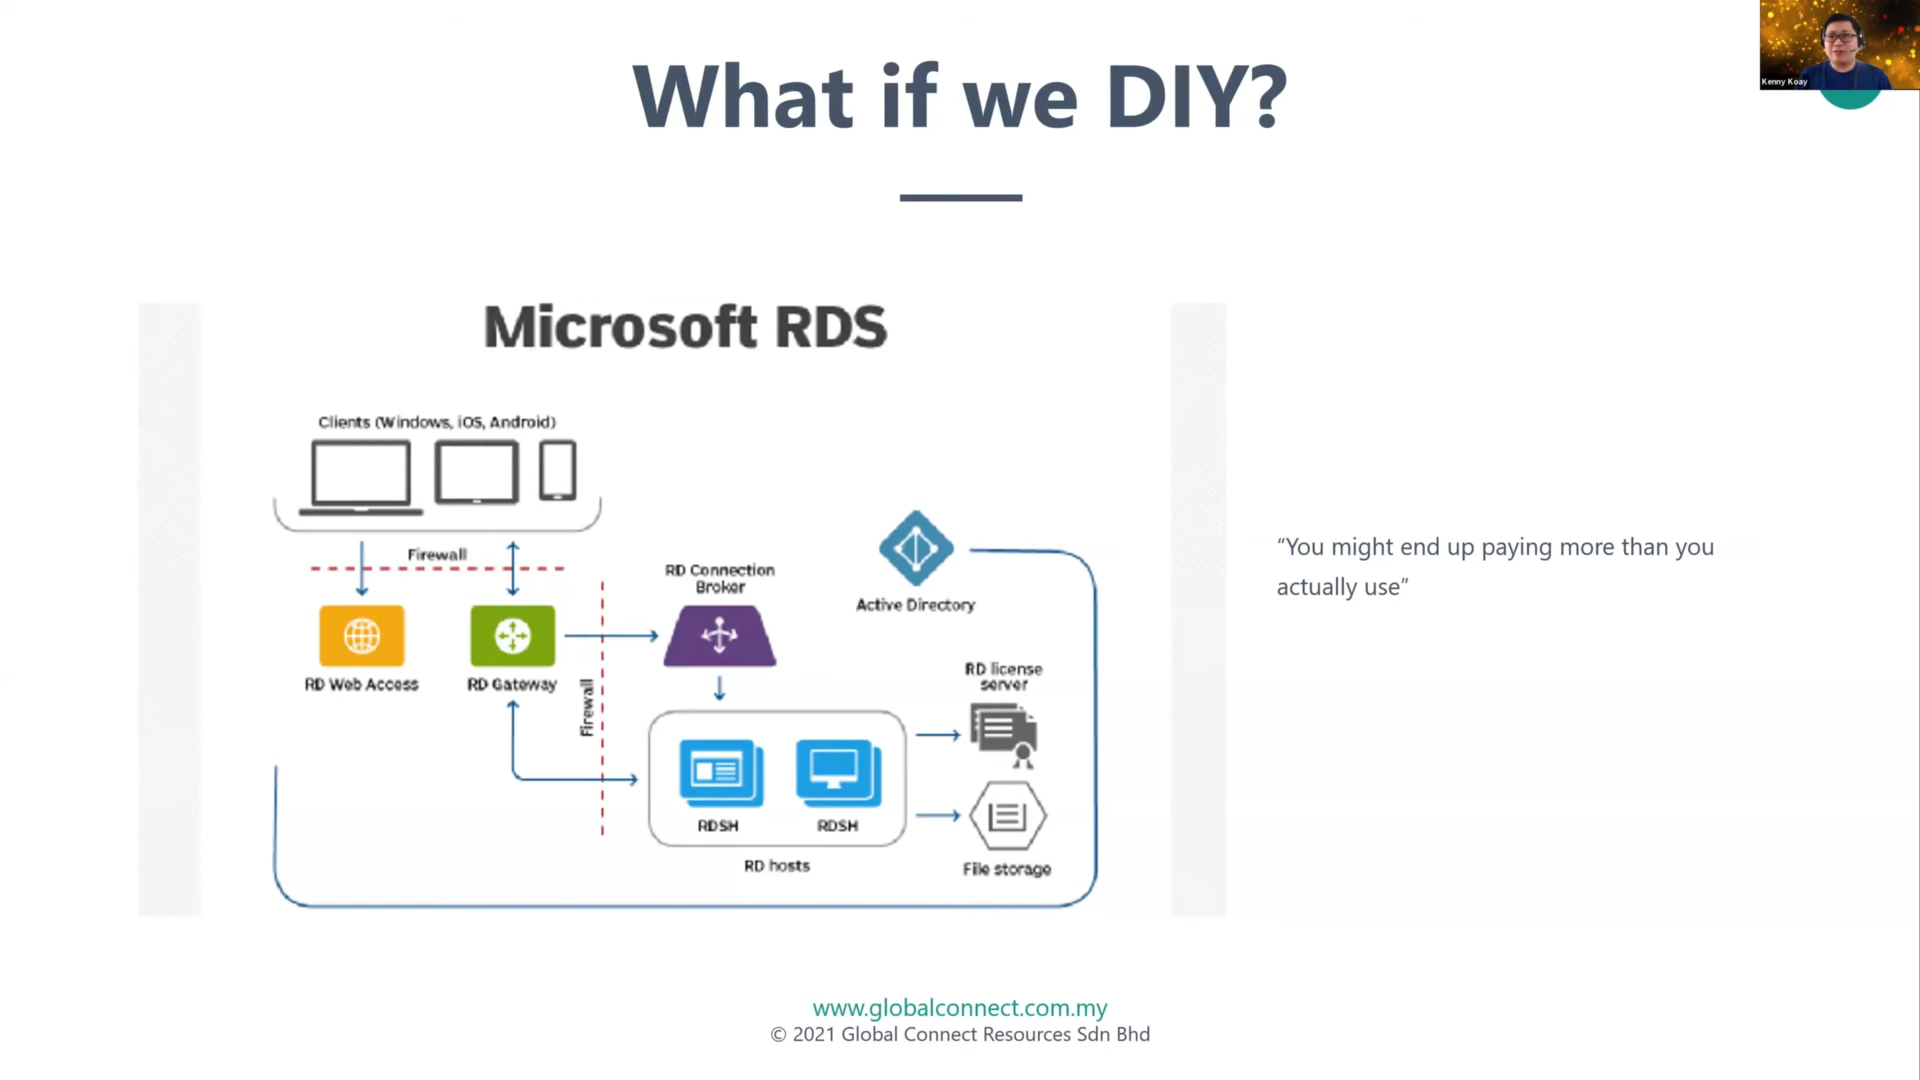 What if we DIY?
Kenny Koay
Microsoft RDS
Clients (Windows, iOS, Android)
Firewall
RD Connection
Broker
Active Directory
"You might end up paying more than you
actually use"
RD Web Access
RD Gateway
Firewall
RD license
server
RDSH
RDSH
RD hosts
File storage
www.globalconnect.com.my
© 2021 Global Connect Resources Sdn Bhd